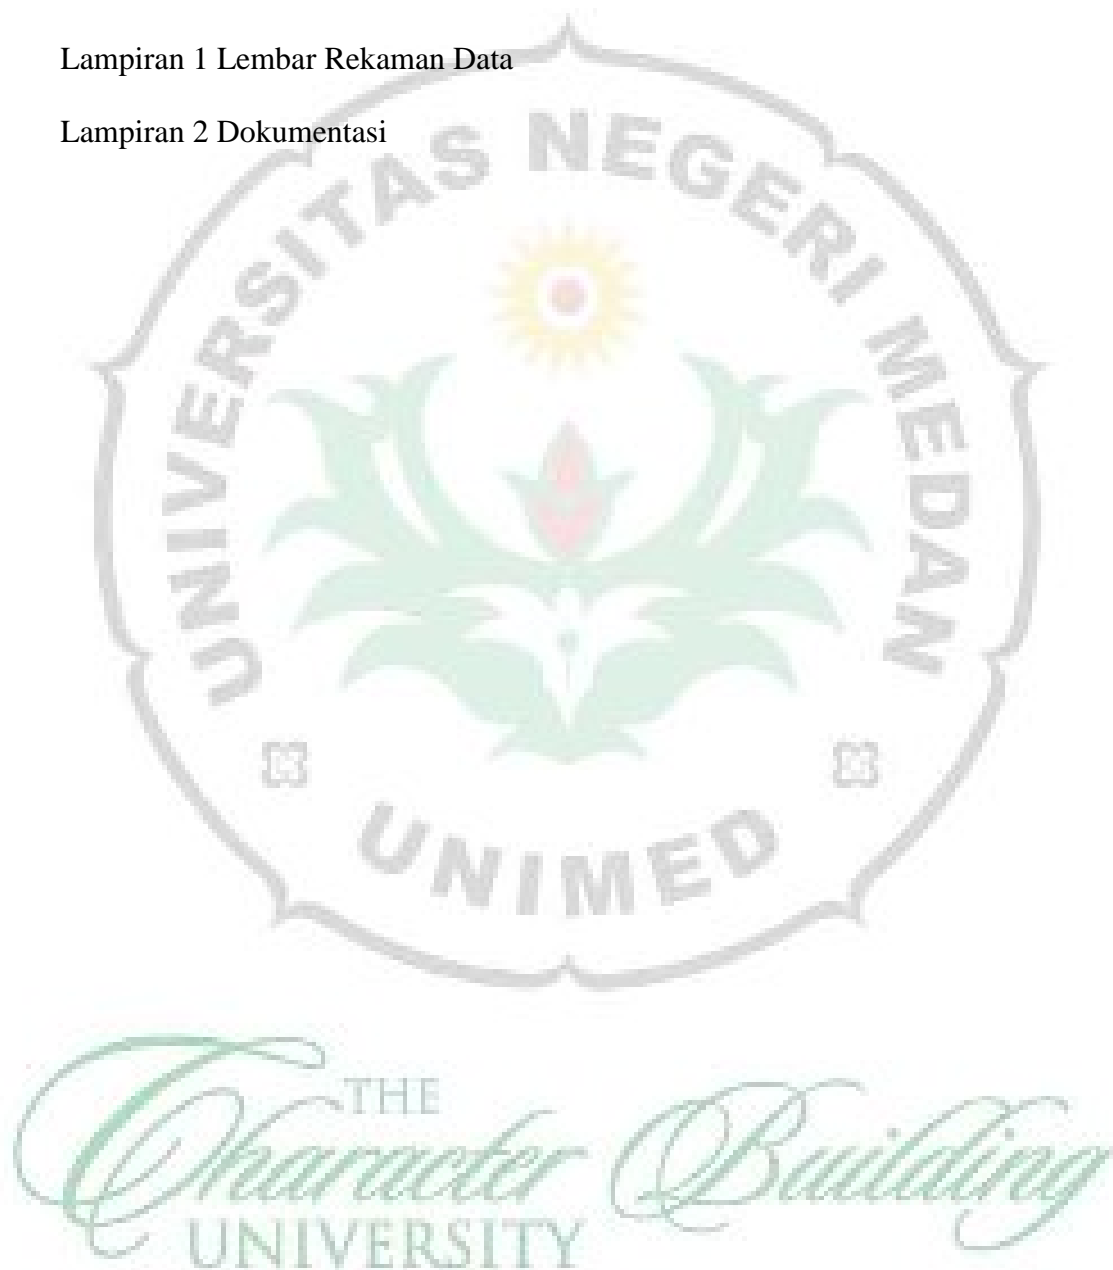 Lampiran 1 Lembar Rekaman Data
Lampiran 2 Dokumentasi
UNIVERSITAS NEGERI MEDAN
UNIMED
THE
Character Building
UNIVERSITY